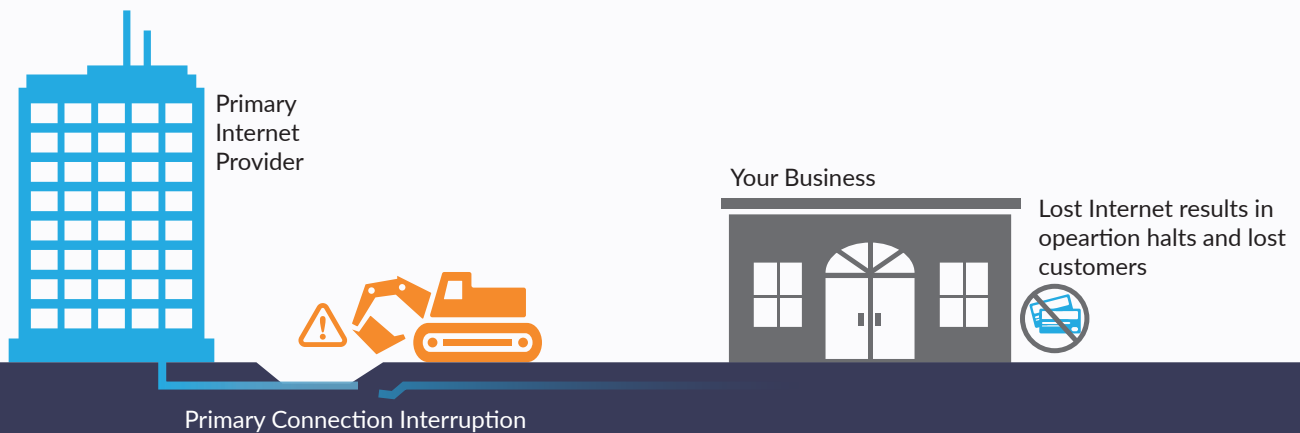 Primary
Internet
Provider
Your Business
Lost Internet results in
opeartion halts and lost
customers
Primary Connection Interruption